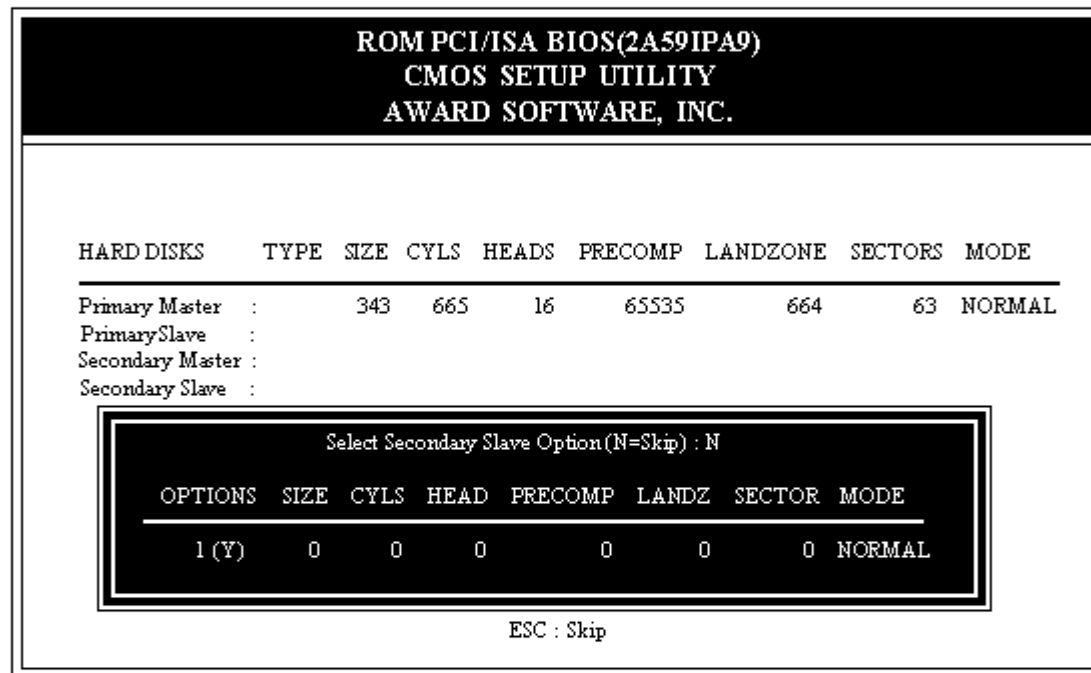 ROM PCI/ISA BIOS(2A59IPA9)
CMOS SETUP UTILITY
AWARD SOFTWARE, INC.
HARD DISKS TYPE SIZE CYLS HEADS PRECOMP LANDZONE SECTORS MODE
Primary Master : 343 665 16 65535 664 63 NORMAL
PrimarySlave :
Secondary Master :
Secondary Slave :
Select Secondary Slave Option (N=Skip) : N
OPTIONS SIZE CYLS HEAD PRECOMP LANDZ SECTOR MODE
1 (Y) 0 0 0 0 0 0 NORMAL
ESC : Skip